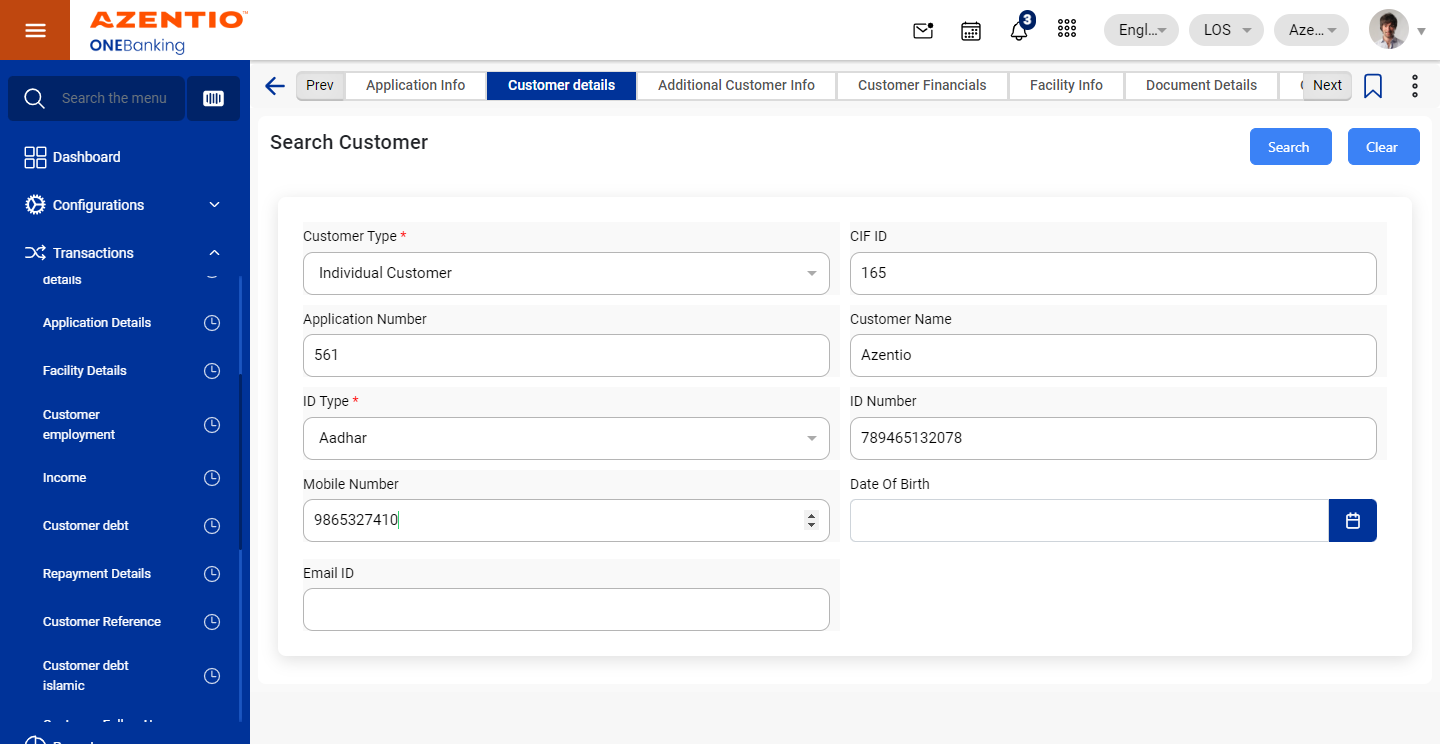 AZENTIO™
ONEBanking
3
Engl...
LOS
Aze...
Search the menu
Dashboard
Configurations
Transactions
details
Application Details
Facility Details
Customer
employment
Income
Customer debt
Repayment Details
Customer Reference
Customer debt
islamic
Prev
Application Info
Customer details
Additional Customer Info
Customer Financials
Facility Info
Document Details
Next
Search Customer
Search
Clear
Customer Type *
Individual Customer
CIF ID
165
Application Number
561
Customer Name
Azentio
ID Type *
Aadhar
ID Number
789465132078
Mobile Number
9865327410
Date Of Birth
Email ID